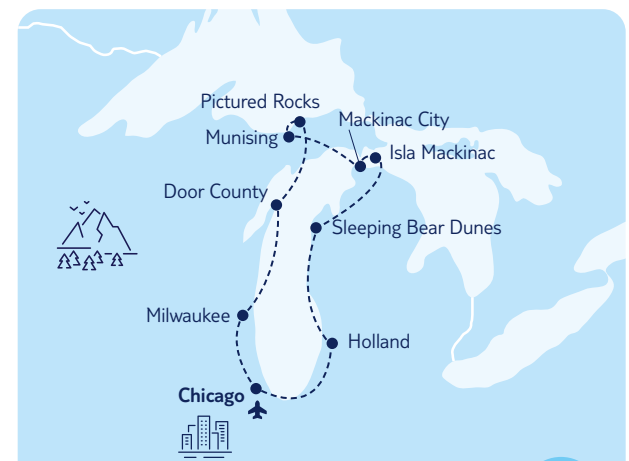 Pictured Rocks
Mackinac City
Munising
Isla Mackinac
Door County
Sleeping Bear Dunes
Milwaukee
Holland
Chicago